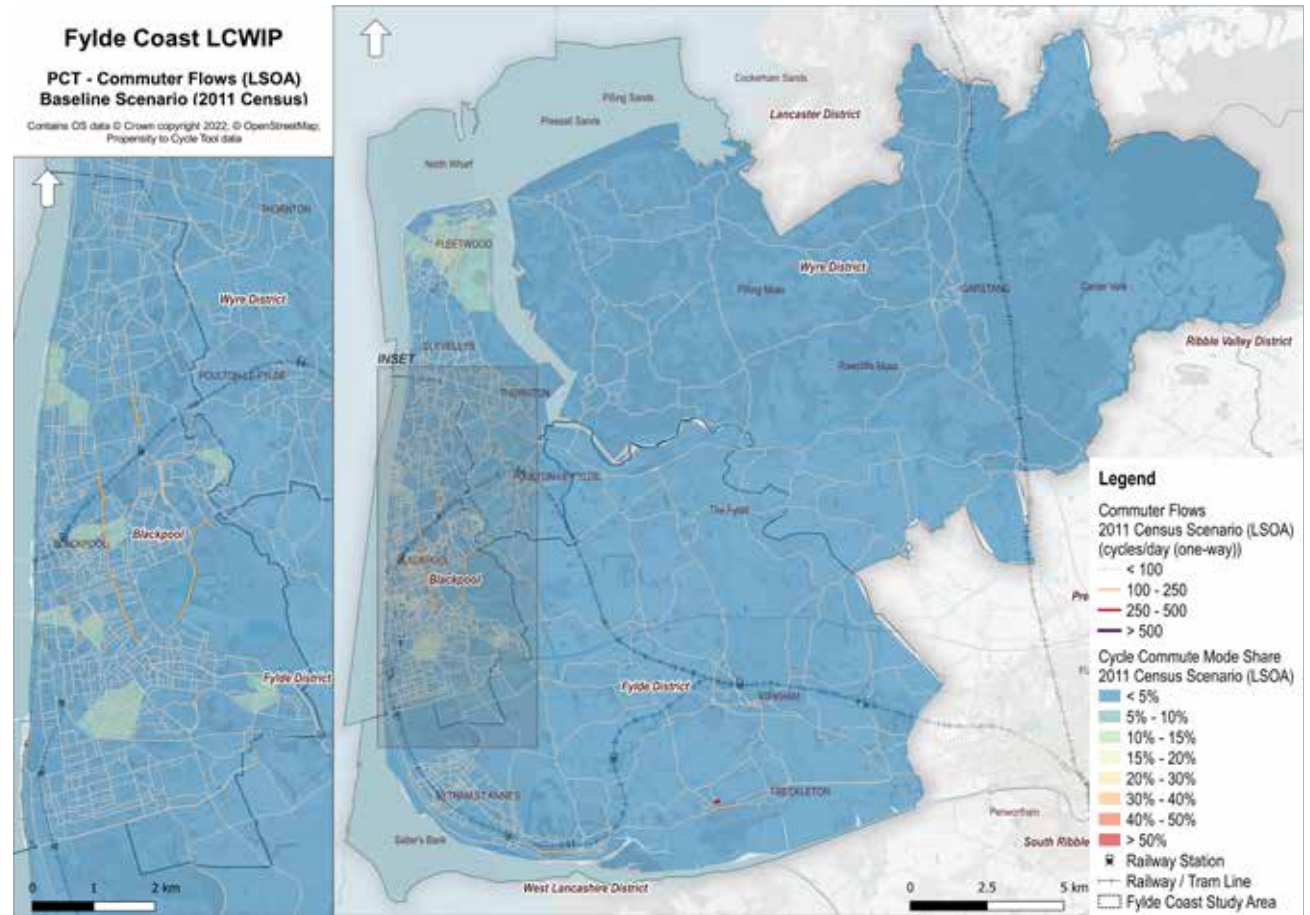 Fylde Coast LCWIP
PCT - Commuter Flows (LSOA)
Baseline Scenario (2011 Census)
Contains OS data © Crown copyright 2022, © OpenStreetMap;
Propensity to Cycle Tool data
THORNTON
Wyre District
POULTON-LE-FYLDE
BLACKPOOL
Blackpool
Fylde District
0 1 2 km
Cockerham Sands
Pilling Sands
Lancaster District
Preesall Sands
North Wharf
FLEETWOOD
Wyre District
Pilling Moss
GARSTANG
Ribble Valley District
CLEVELEYS
INSET
Rawcliffe Moss
THORNTON
POULTON-LE-FYLDE
The Fylde
BLACKPOOL
Blackpool
Pre
Fylde District
KIRKHAM
LYTHAM ST ANNES
FRECKLETON
Penwortham
Salter's Bank
South Ribble
West Lancashire District
0 2.5 5 km
Legend
Commuter Flows
2011 Census Scenario (LSOA)
(cycles/day (one-way))
< 100
100 - 250
250 - 500
> 500
Cycle Commute Mode Share
2011 Census Scenario (LSOA)
< 5%
5% - 10%
10% - 15%
15% - 20%
20% - 30%
30% - 40%
40% - 50%
> 50%
Railway Station
Railway / Tram Line
Fylde Coast Study Area